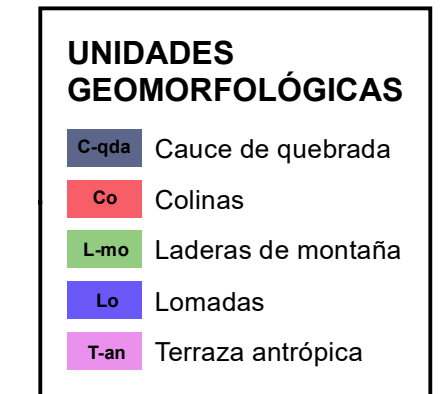 UNIDADES
GEOMORFOLÓGICAS
C-qda Cauce de quebrada
Co Colinas
L-mo Laderas de montaña
Lo Lomadas
T-an Terraza antrópica